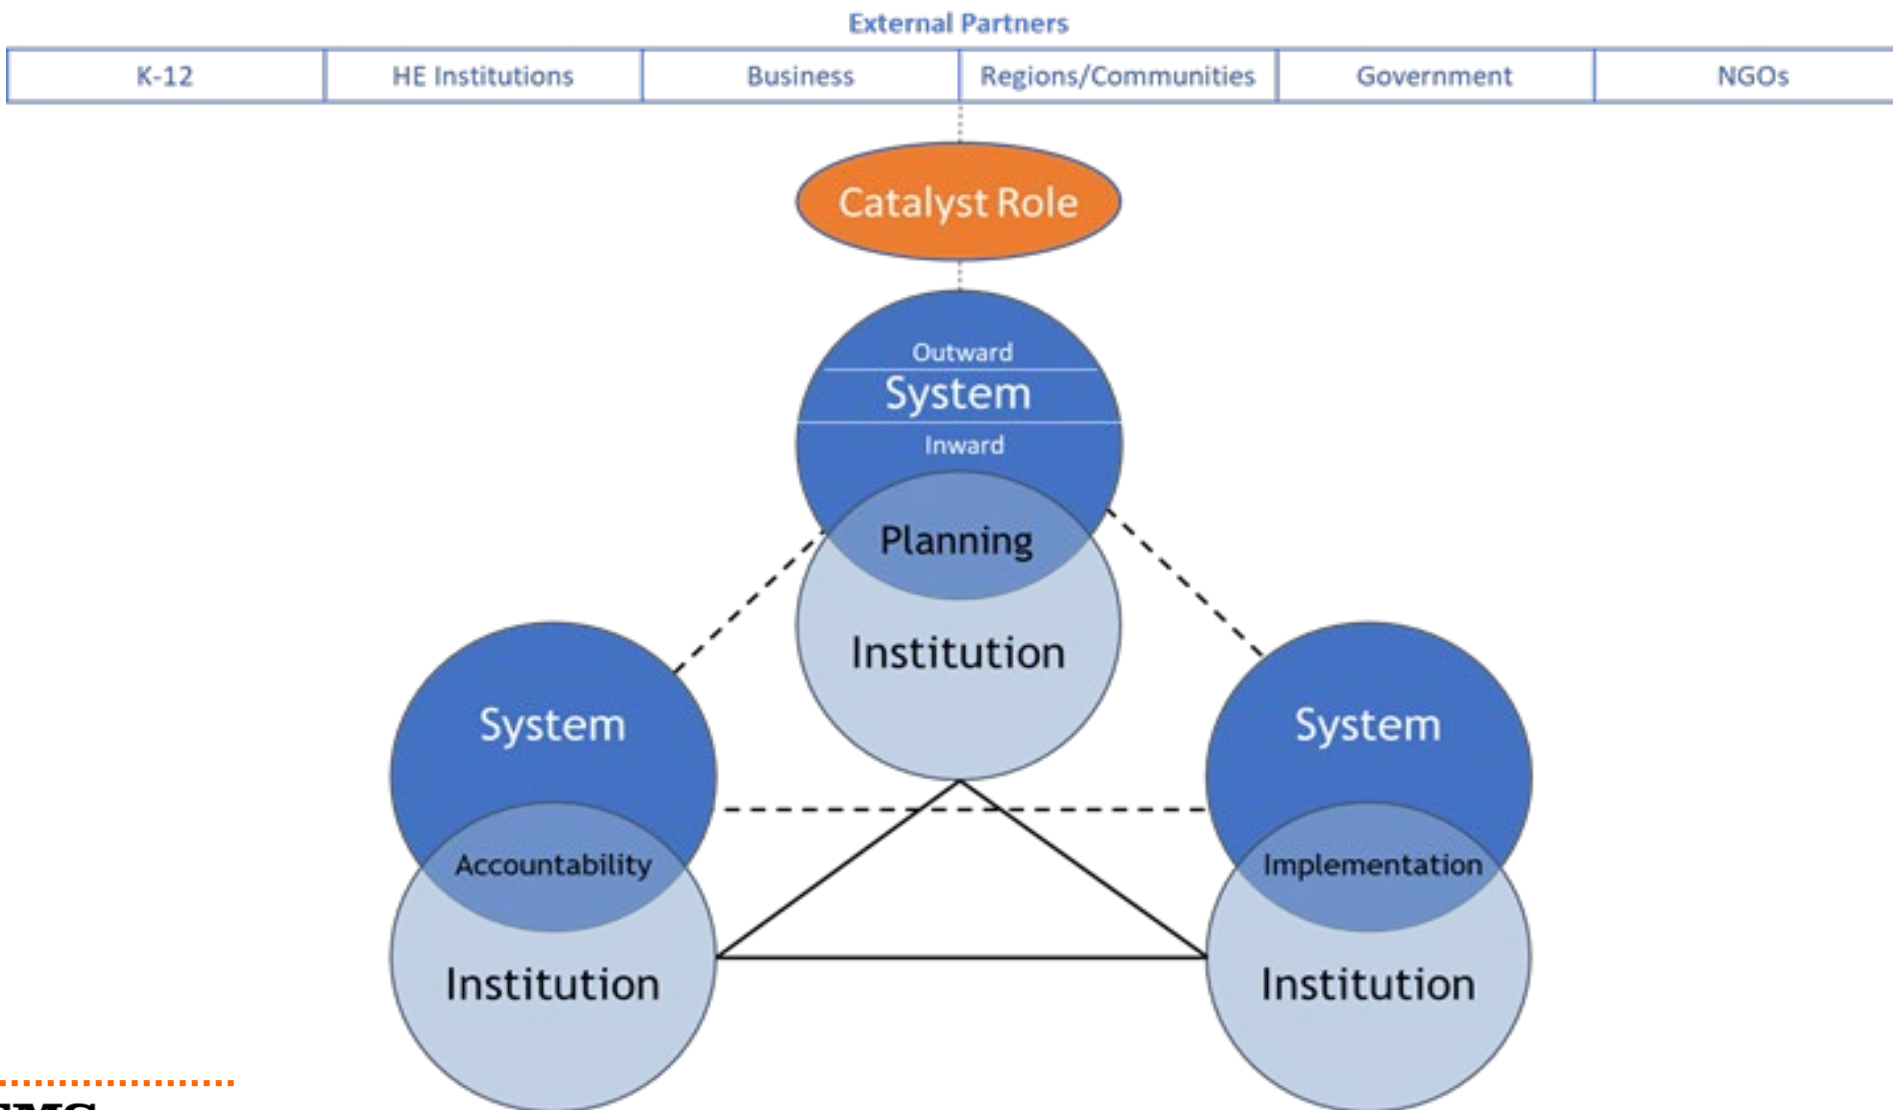 External Partners
K-12 HE Institutions Business Regions/Communities Government NGOs
Catalyst Role
Outward
System
Inward
Planning
Institution
System
Accountability
Institution
System
Implementation
Institution